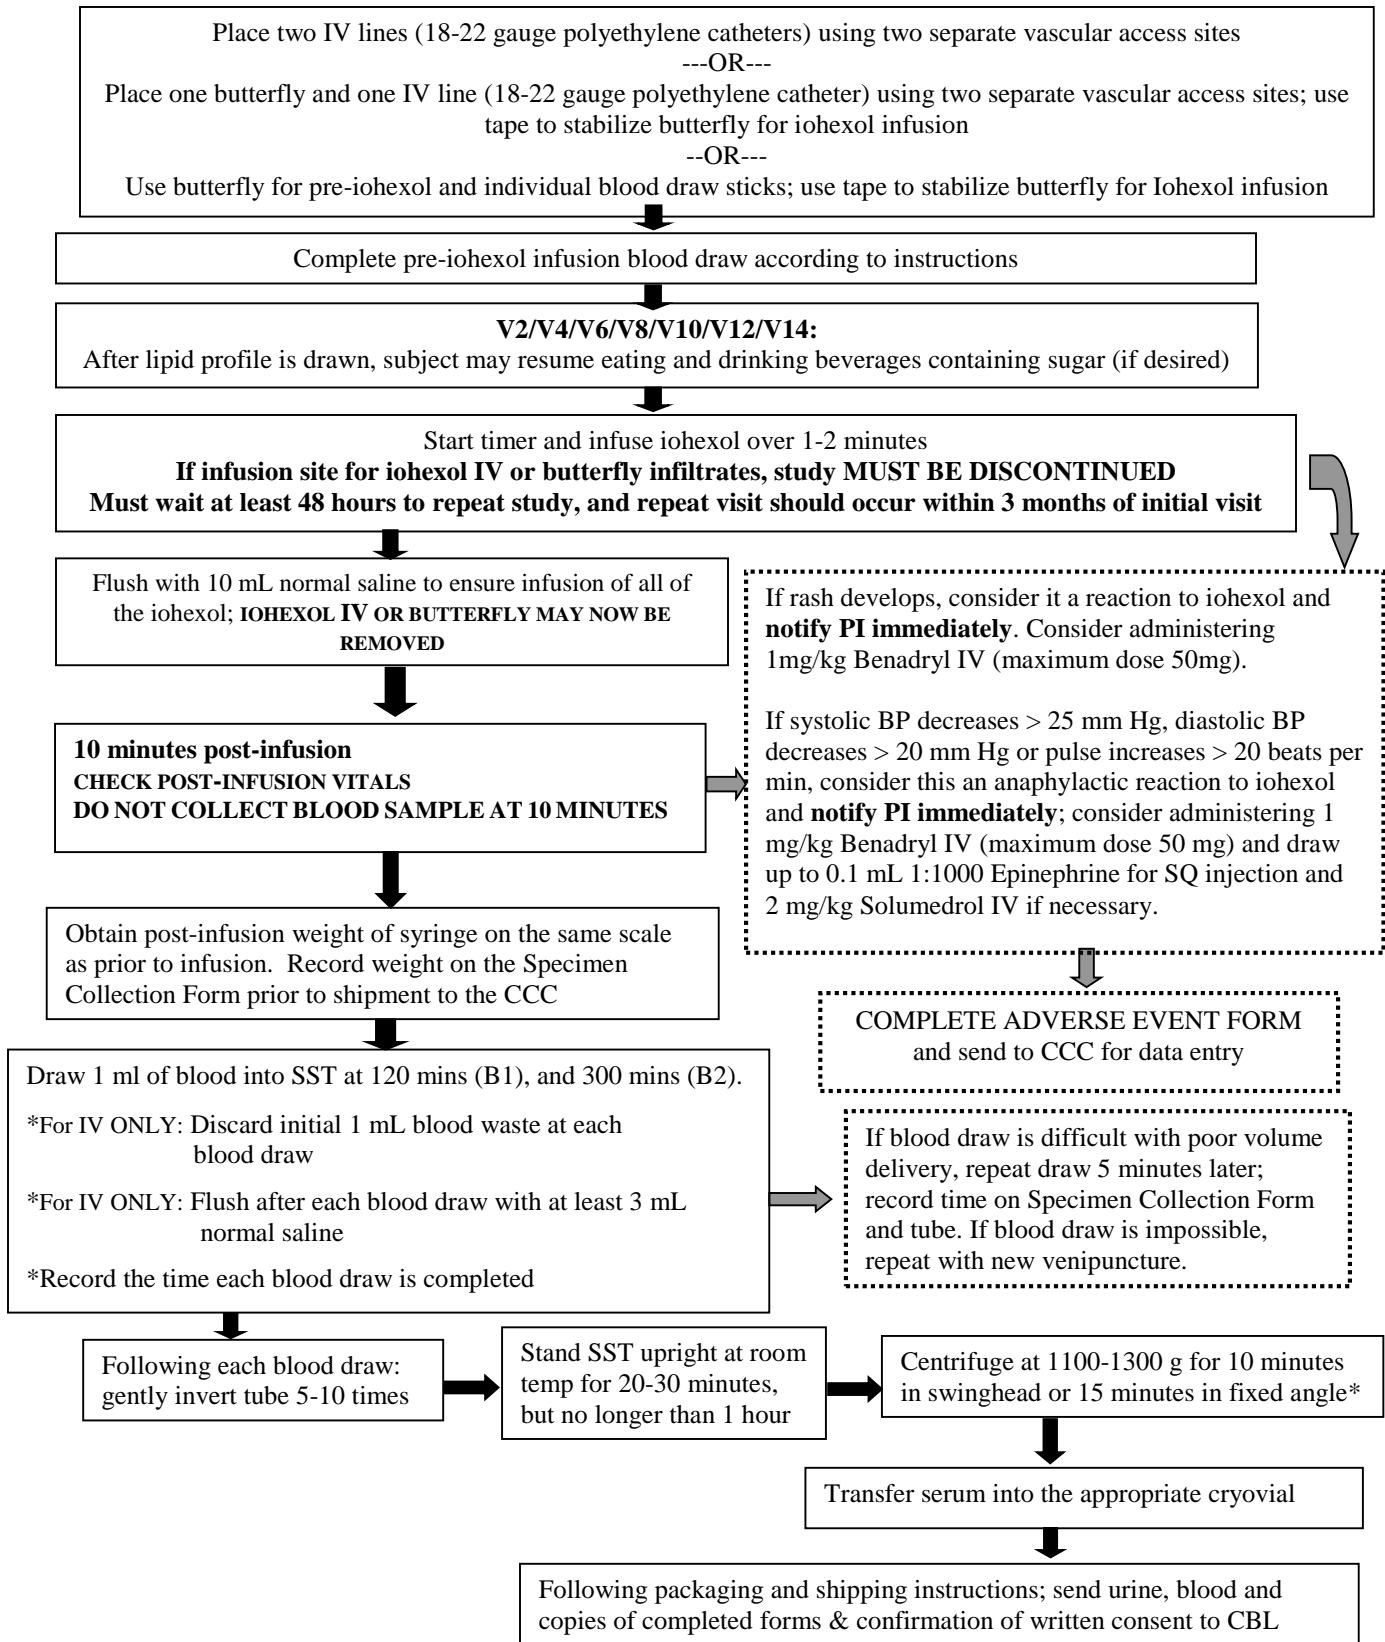 Place two IV lines (18-22 gauge polyethylene catheters) using two separate vascular access sites
---OR---
Place one butterfly and one IV line (18-22 gauge polyethylene catheter) using two separate vascular access sites; use
tape to stabilize butterfly for iohexol infusion
--OR---
Use butterfly for pre-iohexol and individual blood draw sticks; use tape to stabilize butterfly for Iohexol infusion
Complete pre-iohexol infusion blood draw according to instructions
V2/V4/V6/V8/V10/V12/V14:
After lipid profile is drawn, subject may resume eating and drinking beverages containing sugar (if desired)
Start timer and infuse iohexol over 1-2 minutes
If infusion site for iohexol IV or butterfly infiltrates, study MUST BE DISCONTINUED
Must wait at least 48 hours to repeat study, and repeat visit should occur within 3 months of initial visit
Flush with 10 mL normal saline to ensure infusion of all of
the iohexol; IOHEXOL IV OR BUTTERFLY MAY NOW BE
REMOVED
If rash develops, consider it a reaction to iohexol and
notify PI immediately. Consider administering
1mg/kg Benadryl IV (maximum dose 50mg).
If systolic BP decreases > 25 mm Hg, diastolic BP
decreases > 20 mm Hg or pulse increases > 20 beats per
min, consider this an anaphylactic reaction to iohexol
and notify PI immediately; consider administering 1
mg/kg Benadryl IV (maximum dose 50 mg) and draw
up to 0.1 mL 1:1000 Epinephrine for SQ injection and
2 mg/kg Solumedrol IV if necessary.
10 minutes post-infusion
CHECK POST-INFUSION VITALS
DO NOT COLLECT BLOOD SAMPLE AT 10 MINUTES
Obtain post-infusion weight of syringe on the same scale
as prior to infusion. Record weight on the Specimen
Collection Form prior to shipment to the CCC
COMPLETE ADVERSE EVENT FORM
and send to CCC for data entry
Draw 1 ml of blood into SST at 120 mins (B1), and 300 mins (B2).
*For IV ONLY: Discard initial 1 mL blood waste at each
blood draw
*For IV ONLY: Flush after each blood draw with at least 3 mL
normal saline
*Record the time each blood draw is completed
If blood draw is difficult with poor volume
delivery, repeat draw 5 minutes later;
record time on Specimen Collection Form
and tube. If blood draw is impossible,
repeat with new venipuncture.
Following each blood draw:
gently invert tube 5-10 times
Stand SST upright at room
temp for 20-30 minutes,
but no longer than 1 hour
Centrifuge at 1100-1300 g for 10 minutes
in swinghead or 15 minutes in fixed angle*
Transfer serum into the appropriate cryovial
Following packaging and shipping instructions; send urine, blood and
copies of completed forms & confirmation of written consent to CBL